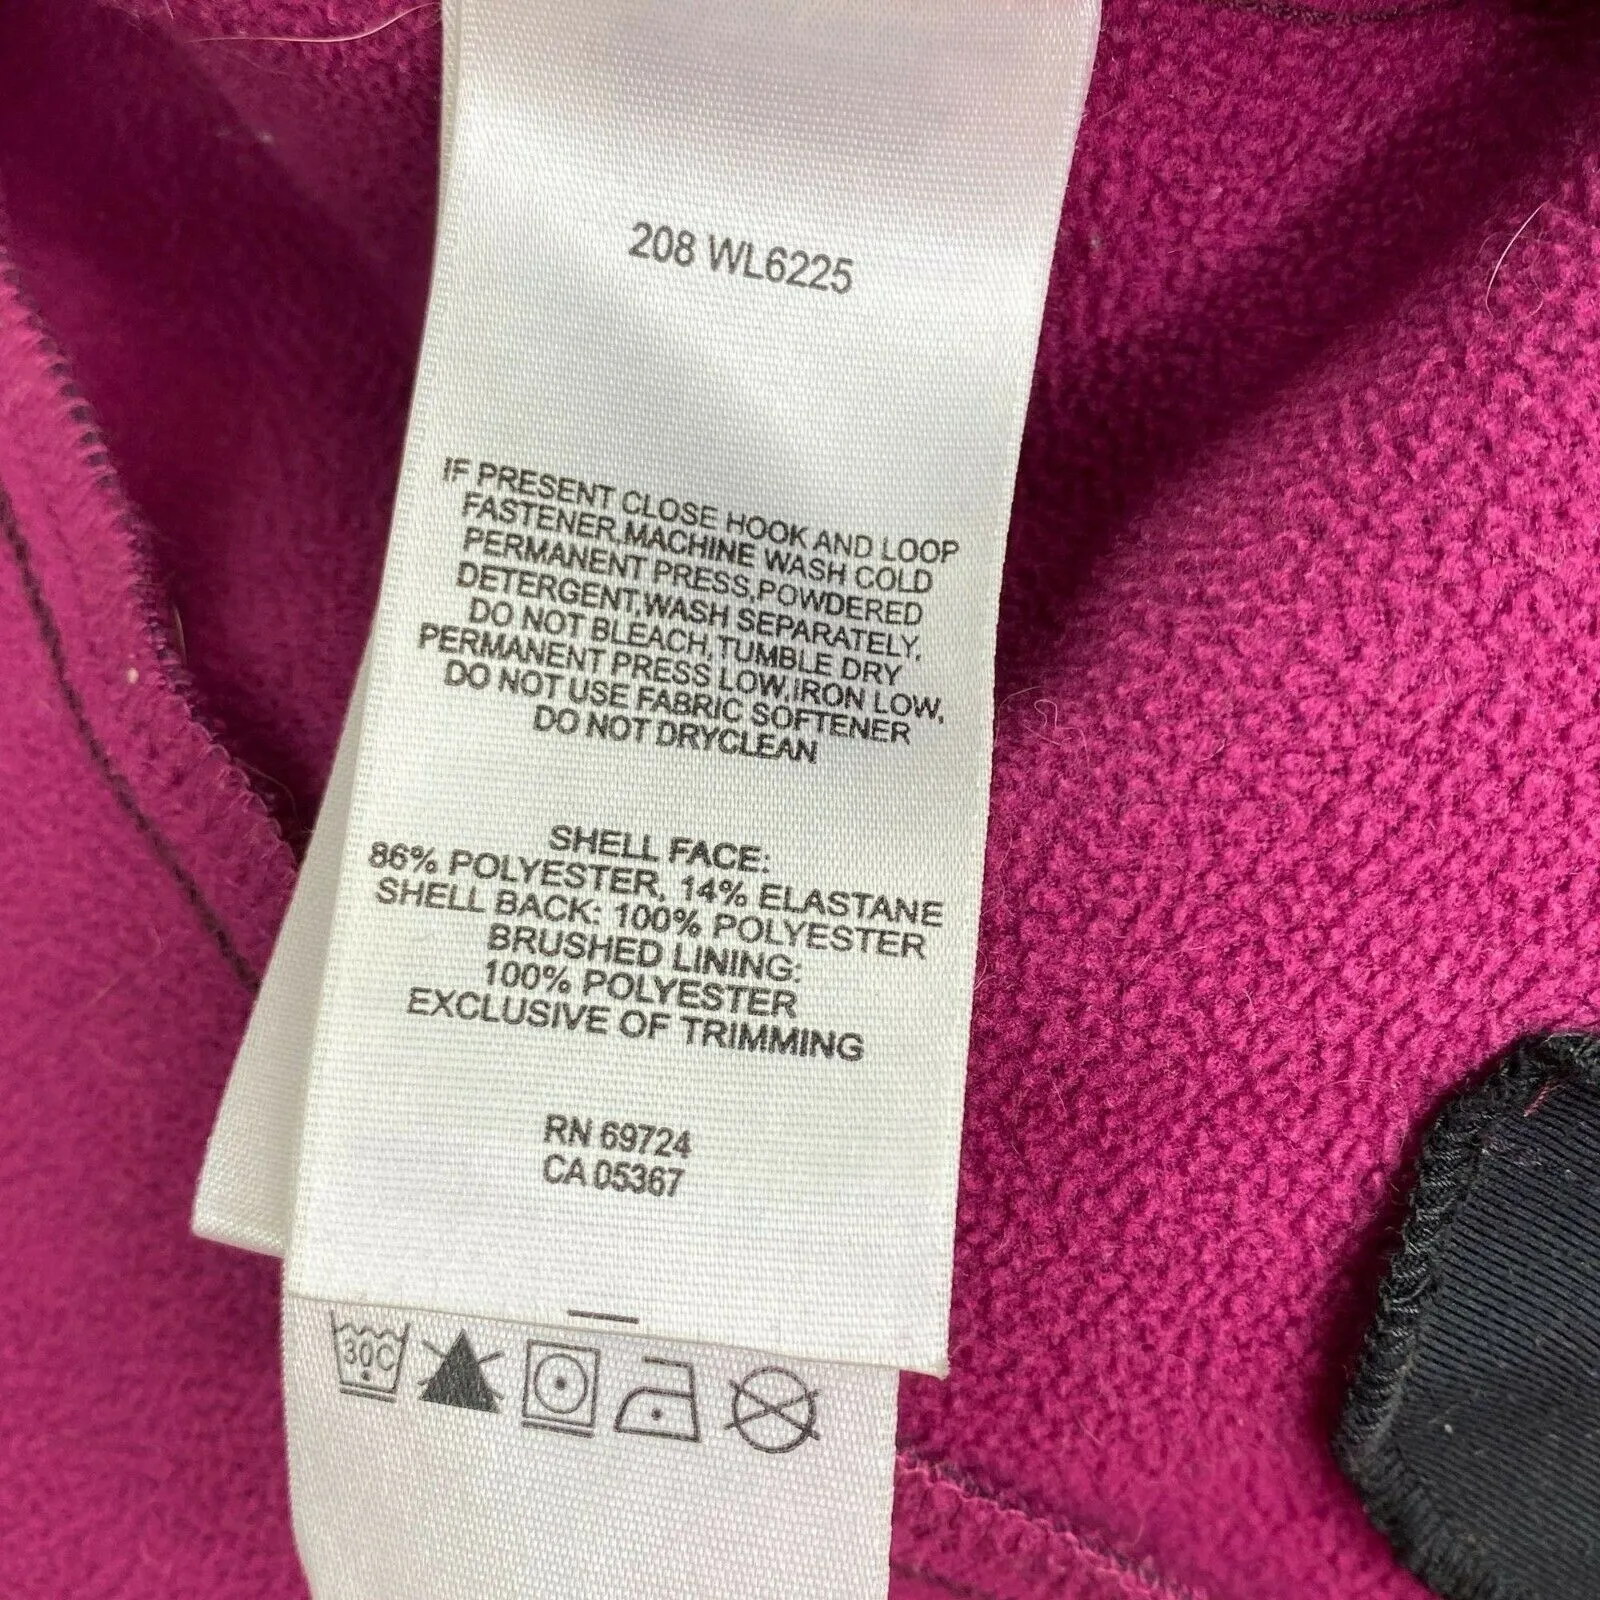 208 WL6225
IF PRESENT CLOSE HOOK AND LOOP
FASTENER,MACHINE WASH COLD
PERMANENT PRESS,POWDERED
DETERGENT,WASH SEPARATELY,
DO NOT BLEACH,TUMBLE DRY
PERMANENT PRESS LOW,IRON LOW,
DO NOT USE FABRIC SOFTENER
DO NOT DRYCLEAN
SHELL FACE:
86% POLYESTER, 14% ELASTANE
SHELL BACK: 100% POLYESTER
BRUSHED LINING:
100% POLYESTER
EXCLUSIVE OF TRIMMING
RN 69724
CA 05367
30C